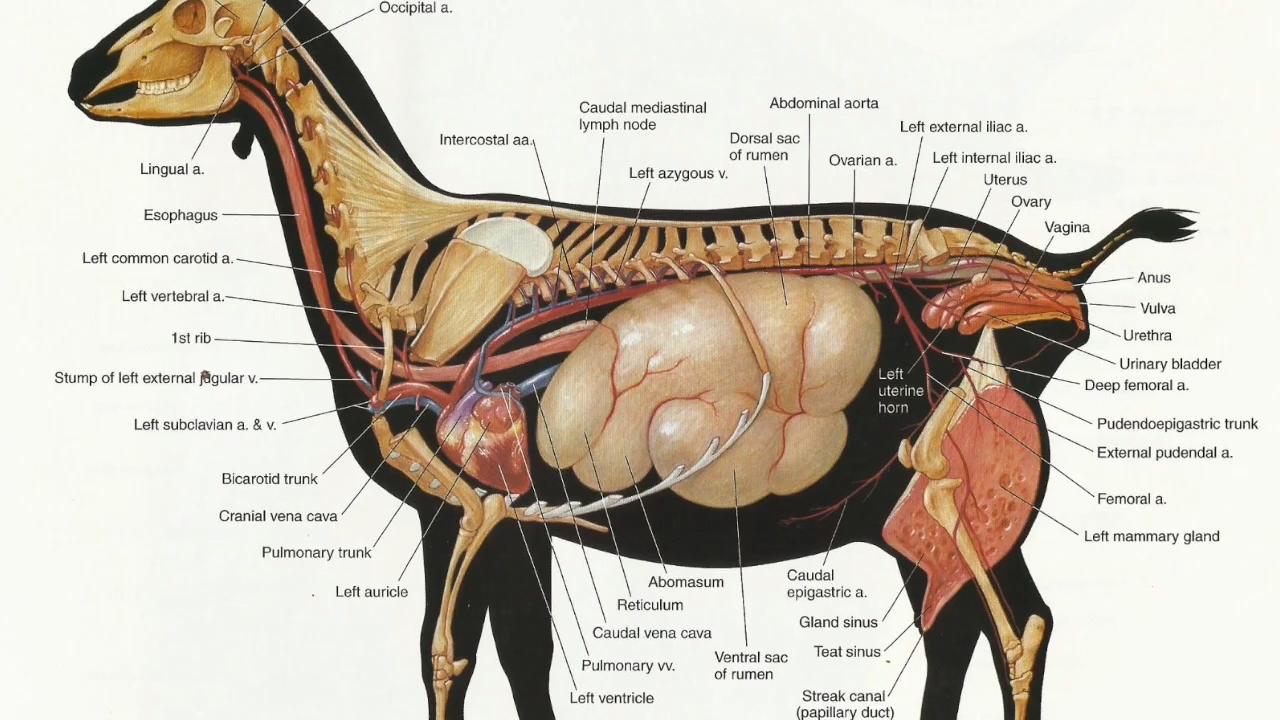 Occipital a.
Lingual a.
Esophagus
Left common carotid a.
Left vertebral a.
1st rib
Stump of left external jugular v.
Left subclavian a. & v.
Bicarotid trunk
Cranial vena cava
Pulmonary trunk
Left auricle
Intercostal aa.
Caudal mediastinal
lymph node
Left azygous v.
Dorsal sac
of rumen
Abdominal aorta
Ovarian a.
Left external iliac a.
Left internal iliac a.
Uterus
Ovary
Vagina
Anus
Vulva
Urethra
Urinary bladder
Deep femoral a.
Pudendoepigastric trunk
External pudendal a.
Femoral a.
Left mammary gland
Left
uterine
horn
Abomasum
Reticulum
Caudal vena cava
Pulmonary vv.
Left ventricle
Ventral sac
of rumen
Caudal
epigastric a.
Gland sinus
Teat sinus
Streak canal
(papillary duct)